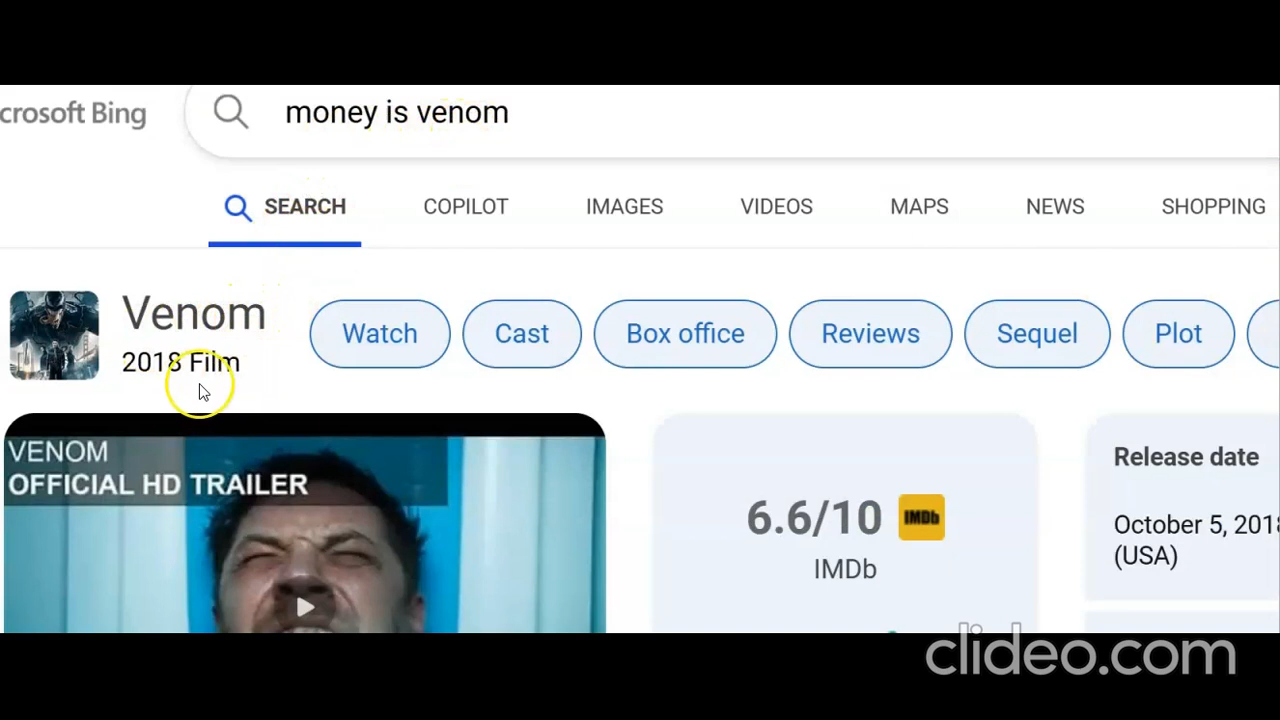 crosoft Bing
money is venom
SEARCH
COPILOT
IMAGES
VIDEOS
MAPS
NEWS
SHOPPING
Venom
2018 Film
Watch
Cast
Box office
Reviews
Sequel
Plot
VENOM
OFFICIAL HD TRAILER
6.6/10
IMDb
IMDb
Release date
October 5, 2018
(USA)
clideo.com